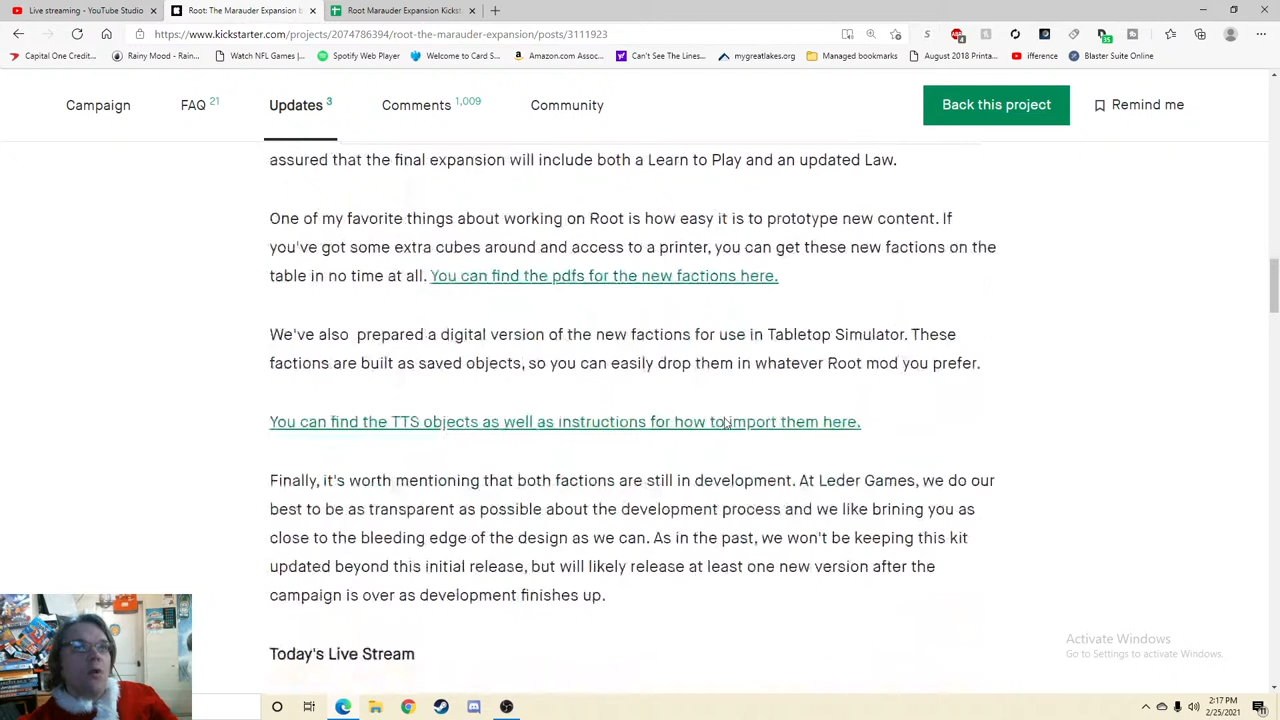 Live streaming - YouTube Studio
Root: The Marauder Expansion b
Root Marauder Expansion Kickst
https://www.kickstarter.com/projects/2074786394/root-the-marauder-expansion/posts/3111923
Capital One Credit...
Rainy Mood - Rain...
Watch MLS Games |...
Spotify Web Player
Welcome to Card S...
Amazon.com Assoc...
Can't See The Lines...
mygreatlakes.org
Managed bookmarks
August 2018 Printa...
ifference
Blaster Suite Online
Campaign
FAQ 21
Updates 3
Comments 1,009
Community
Back this project
Remind me
assured that the final expansion will include both a Learn to Play and an updated Law.
One of my favorite things about working on Root is how easy it is to prototype new content. If
you've got some extra cubes around and access to a printer, you can get these new factions on the
table in no time at all. You can find the pdfs for the new factions here.
We've also prepared a digital version of the new factions for use in Tabletop Simulator. These
factions are built as saved objects, so you can easily drop them in whatever Root mod you prefer.
You can find the TTS objects as well as instructions for how to import them here.
Finally, it's worth mentioning that both factions are still in development. At Leder Games, we do our
best to be as transparent as possible about the development process and we like brining you as
close to the bleeding edge of the design as we can. As in the past, we won't be keeping this kit
updated beyond this initial release, but will likely release at least one new version after the
campaign is over as development finishes up.
Today's Live Stream
Activate Windows
Go to Settings to activate Windows.
2:17 PM
2/25/2021